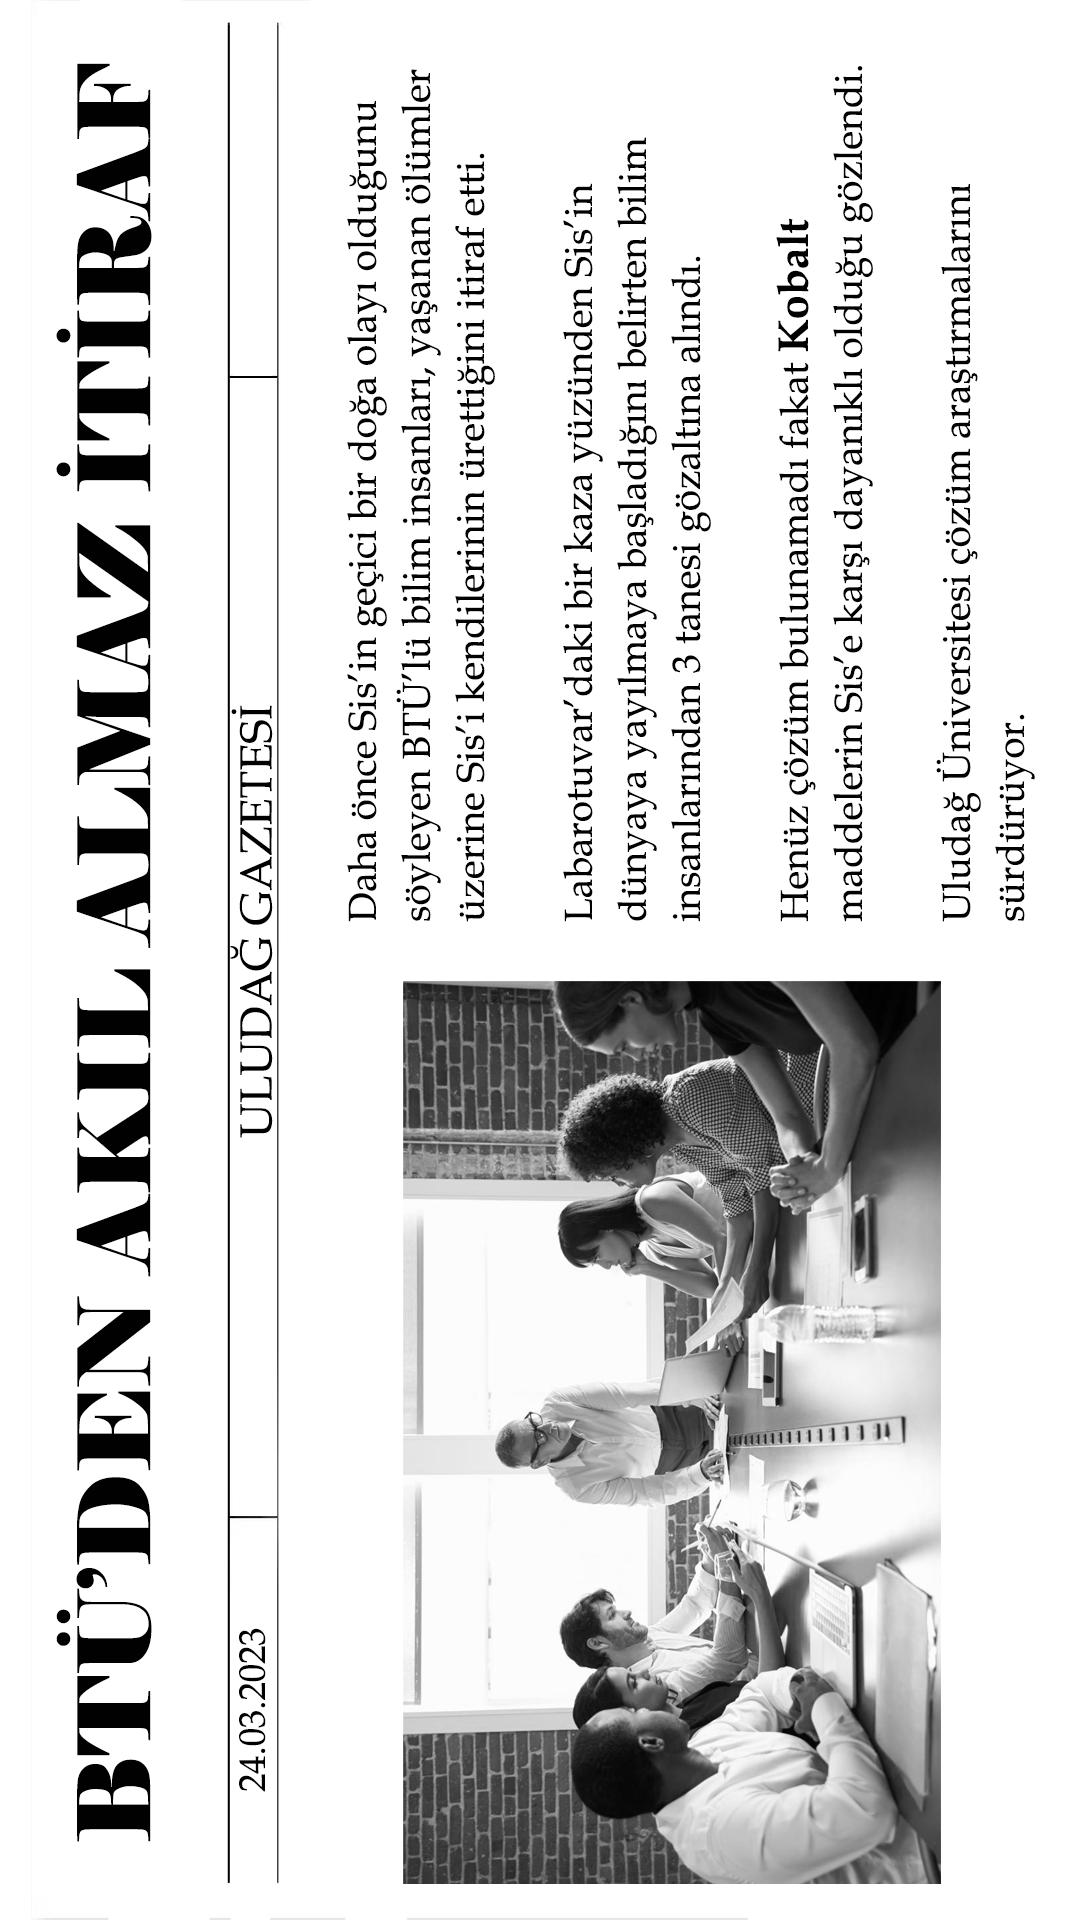 BTÜ'DEN AKIL ALMAZ İTİRAF
24.03.2023
ULUDAĞ GAZETESİ
Daha önce Sis'in geçici bir doğa olayı olduğunu
söyleyen BTÜ'lü bilim insanları, yaşanan ölümler
üzerine Sis'i kendilerinin ürettiğini itiraf etti.
Labarotuvar'daki bir kaza yüzünden Sis'in
dünyaya yayılmaya başladığını belirten bilim
insanlarından 3 tanesi gözaltına alındı.
Henüz çözüm bulunamadı fakat Kobalt
maddelerin Sis'e karşı dayanıklı olduğu gözlendi.
Uludağ Üniversitesi çözüm araştırmalarını
sürdürüyor.